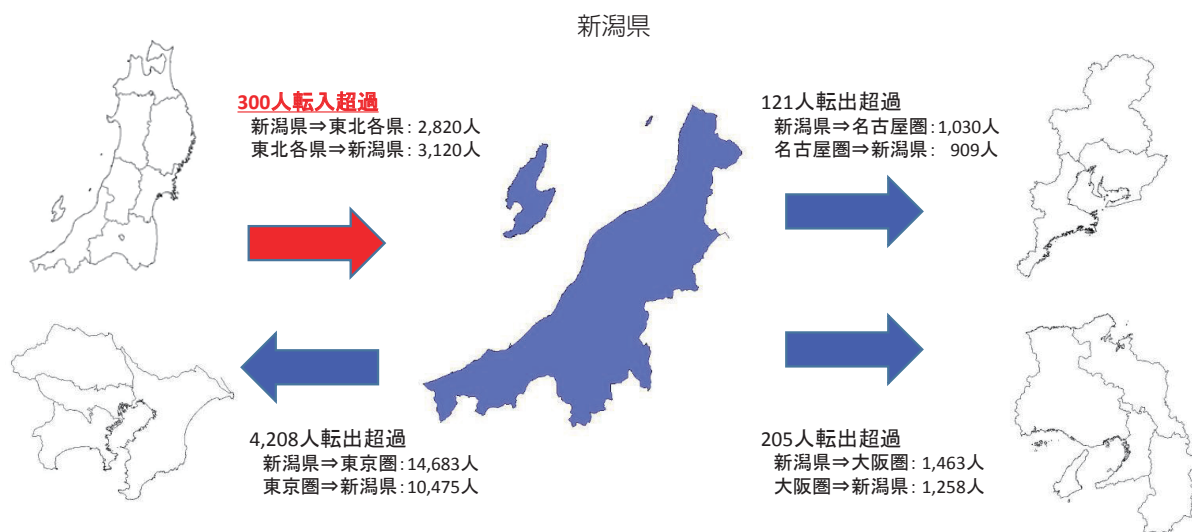 新潟県
300人転入超過
新潟県⇒東北各県：2,820人
東北各県⇒新潟県：3,120人
121人転出超過
新潟県⇒名古屋圏：1,030人
名古屋圏⇒新潟県： 909人
4,208人転出超過
新潟県⇒東京圏：14,683人
東京圏⇒新潟県：10,475人
205人転出超過
新潟県⇒大阪圏：1,463人
大阪圏⇒新潟県：1,258人